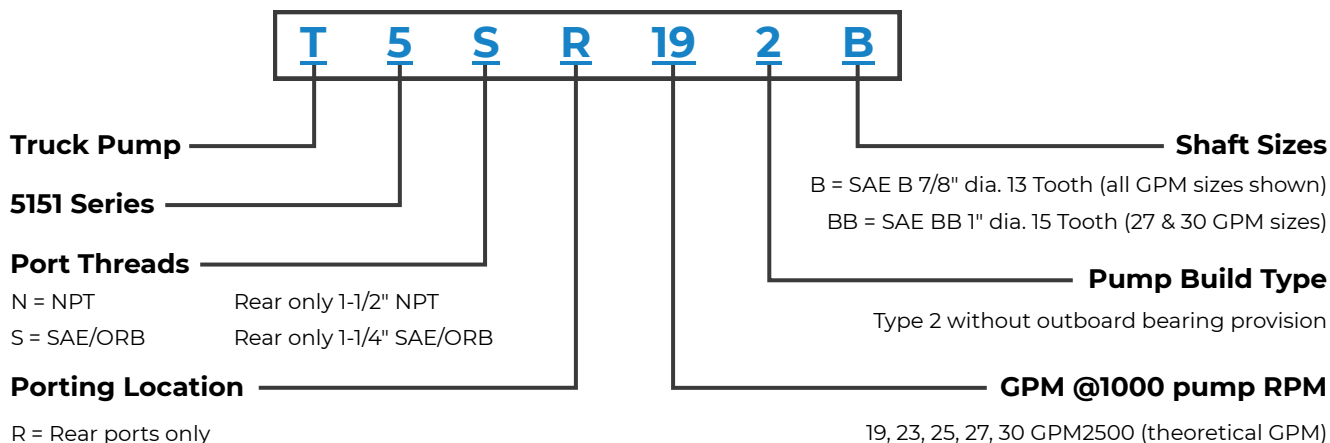 T 5 S R 19 2 B
Truck Pump
5151 Series
Port Threads
N = NPT Rear only 1-1/2" NPT
S = SAE/ORB Rear only 1-1/4" SAE/ORB
Porting Location
R = Rear ports only
Shaft Sizes
B = SAE B 7/8" dia. 13 Tooth (all GPM sizes shown)
BB = SAE BB 1" dia. 15 Tooth (27 & 30 GPM sizes)
Pump Build Type
Type 2 without outboard bearing provision
GPM @1000 pump RPM
19, 23, 25, 27, 30 GPM2500 (theoretical GPM)